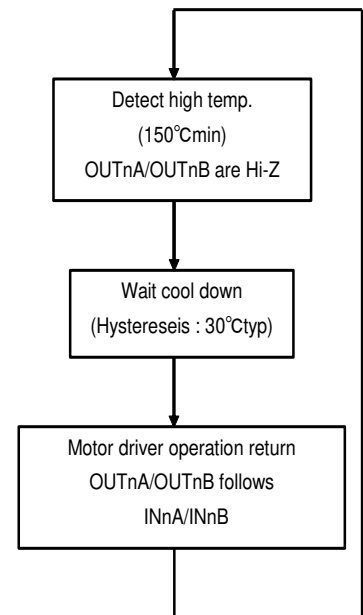 Detect high temp.
(150°Cmin)
OUTnA/OUTnB are Hi-Z
Wait cool down
(Hystereseis : 30°Ctyp)
Motor driver operation return
OUTnA/OUTnB follows
INnA/INnB